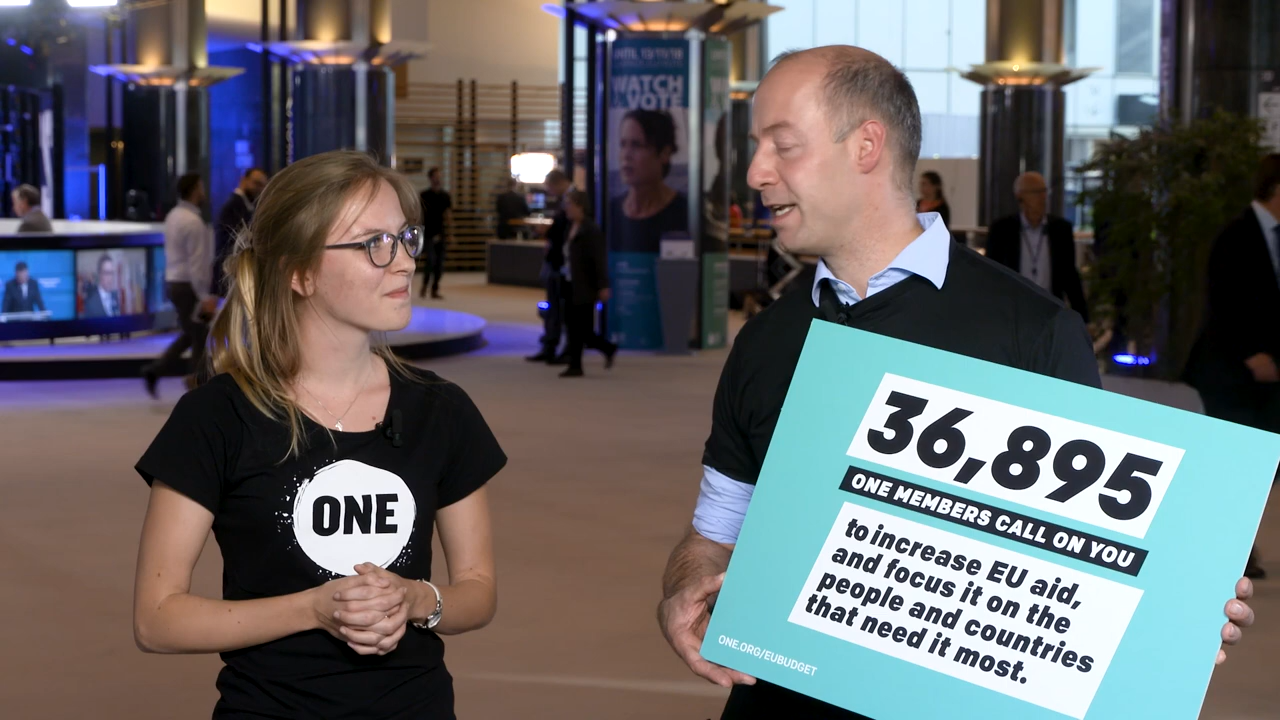 WATCH
VOTE
ONE
36,895
ONE MEMBERS CALL ON YOU
to increase EU aid,
and focus it on the
people and countries
that need it most.
ONE.ORG/EUBUDGET